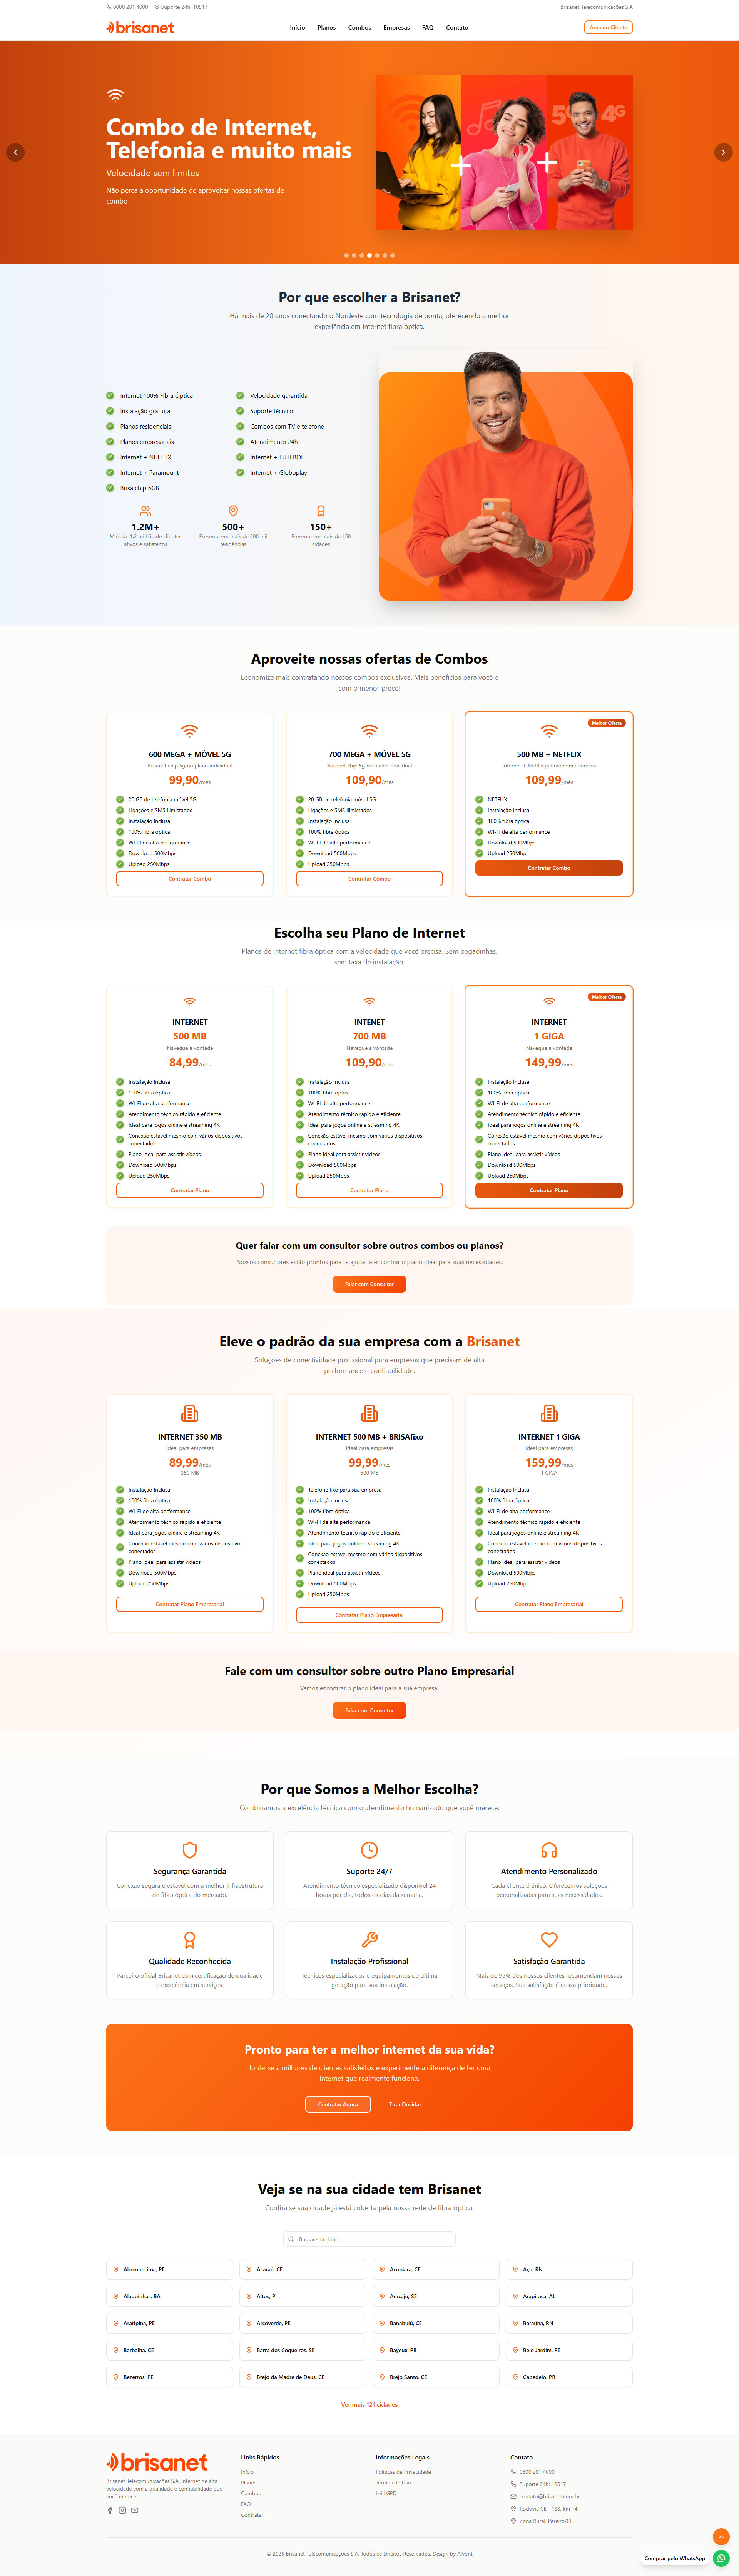 0800 281 4000
Suporte 24h: 10517
Brisanet Telecomunicações S.A
brisanet
Início
Planos
Combos
Empresas
FAQ
Contato
Área do Cliente
Combo de Internet,
Telefonia e muito mais
Velocidade sem limites
Não perca a oportunidade de aproveitar nossas ofertas de
combo
5G 4G
Por que escolher a Brisanet?
Há mais de 20 anos conectando o Nordeste com tecnologia de ponta, oferecendo a melhor
experiência em internet fibra óptica.
Internet 100% Fibra Óptica
Velocidade garantida
Instalação gratuita
Suporte técnico
Planos residenciais
Combos com TV e telefone
Planos empresariais
Atendimento 24h
Internet + NETFLIX
Internet + FUTEBOL
Internet + Paramount+
Internet + Globoplay
Brisa chip 5GB
1.2M+
Mais de 1.2 milhão de clientes
ativos e satisfeitos
500+
Presente em mais de 500 mil
residências
150+
Presente em mais de 150
cidades
Aproveite nossas ofertas de Combos
Economize mais contratando nossos combos exclusivos. Mais benefícios para você e
com o menor preço!
600 MEGA + MÓVEL 5G
Brisanet chip 5g no plano individual
99,90/mês
20 GB de telefonia móvel 5G
Ligações e SMS ilimistados
Instalação Inclusa
100% fibra óptica
WI-FI de alta performance
Download 500Mbps
Upload 250Mbps
Contratar Combo
700 MEGA + MÓVEL 5G
Brisanet chip 5g no plano individual
109,90/mês
20 GB de telefonia móvel 5G
Ligações e SMS ilimistados
Instalação Inclusa
100% fibra óptica
WI-FI de alta performance
Download 500Mbps
Upload 250Mbps
Contratar Combo
Melhor Oferta
500 MB + NETFLIX
Internet + Netflix padrão com anúncios
109,99/mês
NETFLIX
Instalação Inclusa
100% fibra óptica
WI-FI de alta performance
Download 500Mbps
Upload 250Mbps
Contratar Combo
Escolha seu Plano de Internet
Planos de internet fibra óptica com a velocidade que você precisa. Sem pegadinhas,
sem taxa de instalação.
INTERNET
500 MB
Navegue a vontade
84,99/mês
Instalação Inclusa
100% fibra óptica
WI-FI de alta performance
Atendimento técnico rápido e eficiente
Ideal para jogos online e streaming 4K
Conexão estável mesmo com vários dispositivos
conectados
Plano ideal para assistir vídeos
Download 500Mbps
Upload 250Mbps
Contratar Plano
INTENET
700 MB
Navegue a vontade
109,90/mês
Instalação Inclusa
100% fibra óptica
WI-FI de alta performance
Atendimento técnico rápido e eficiente
Ideal para jogos online e streaming 4K
Conexão estável mesmo com vários dispositivos
conectados
Plano ideal para assistir vídeos
Download 500Mbps
Upload 250Mbps
Contratar Plano
Melhor Oferta
INTERNET
1 GIGA
Navegue a vontade
149,99/mês
Instalação Inclusa
100% fibra óptica
WI-FI de alta performance
Atendimento técnico rápido e eficiente
Ideal para jogos online e streaming 4K
Conexão estável mesmo com vários dispositivos
conectados
Plano ideal para assistir vídeos
Download 500Mbps
Upload 250Mbps
Contratar Plano
Quer falar com um consultor sobre outros combos ou planos?
Nossos consultores estão prontos para te ajudar a encontrar o plano ideal para suas necessidades.
Falar com Consultor
Eleve o padrão da sua empresa com a Brisanet
Soluções de conectividade profissional para empresas que precisam de alta
performance e confiabilidade.
INTERNET 350 MB
Ideal para empresas
89,99/mês
350 MB
Instalação Inclusa
100% fibra óptica
WI-FI de alta performance
Atendimento técnico rápido e eficiente
Ideal para jogos online e streaming 4K
Conexão estável mesmo com vários dispositivos
conectados
Plano ideal para assistir vídeos
Download 500Mbps
Upload 250Mbps
Contratar Plano Empresarial
INTERNET 500 MB + BRISAfixo
Ideal para empresas
99,99/mês
500 MB
Telefone fixo para sua empresa
Instalação Inclusa
100% fibra óptica
WI-FI de alta performance
Atendimento técnico rápido e eficiente
Ideal para jogos online e streaming 4K
Conexão estável mesmo com vários dispositivos
conectados
Plano ideal para assistir vídeos
Download 500Mbps
Upload 250Mbps
Contratar Plano Empresarial
INTERNET 1 GIGA
Ideal para empresas
159,99/mês
1 GIGA
Instalação Inclusa
100% fibra óptica
WI-FI de alta performance
Atendimento técnico rápido e eficiente
Ideal para jogos online e streaming 4K
Conexão estável mesmo com vários dispositivos
conectados
Plano ideal para assistir vídeos
Download 500Mbps
Upload 250Mbps
Contratar Plano Empresarial
Fale com um consultor sobre outro Plano Empresarial
Vamos encontrar o plano ideal para a sua empresa!
Falar com Consultor
Por que Somos a Melhor Escolha?
Combinamos a excelência técnica com o atendimento humanizado que você merece.
Segurança Garantida
Conexão segura e estável com a melhor infraestrutura
de fibra óptica do mercado.
Suporte 24/7
Atendimento técnico especializado disponível 24
horas por dia, todos os dias da semana.
Atendimento Personalizado
Cada cliente é único. Oferecemos soluções
personalizadas para suas necessidades.
Qualidade Reconhecida
Parceiro oficial Brisanet com certificação de qualidade
e excelência em serviços.
Instalação Profissional
Técnicos especializados e equipamentos de última
geração para sua instalação.
Satisfação Garantida
Mais de 95% dos nossos clientes recomendam nossos
serviços. Sua satisfação é nossa prioridade.
Pronto para ter a melhor internet da sua vida?
Junte-se a milhares de clientes satisfeitos e experimente a diferença de ter uma
internet que realmente funciona.
Contratar Agora
Tirar Dúvidas
Veja se na sua cidade tem Brisanet
Confira se sua cidade já está coberta pela nossa rede de fibra óptica.
Buscar sua cidade...
Abreu e Lima, PE
Acaraú, CE
Acopiara, CE
Açu, RN
Alagoinhas, BA
Altos, PI
Aracaju, SE
Arapiraca, AL
Araripina, PE
Arcoverde, PE
Banabuiú, CE
Baraúna, RN
Barbalha, CE
Barra dos Coqueiros, SE
Bayeux, PB
Belo Jardim, PE
Bezerros, PE
Brejo da Madre de Deus, CE
Brejo Santo, CE
Cabedelo, PB
Ver mais 121 cidades
brisanet
Brisanet Telecomunicações S.A. Internet de alta
velocidade com a qualidade e confiabilidade que
você merece.
Links Rápidos
Início
Planos
Combos
FAQ
Contratar
Informações Legais
Políticas de Privacidade
Termos de Uso
Lei LGPD
Contato
0800 281 4000
Suporte 24h: 10517
contato@brisanet.com.br
Rodovia CE - 138, km 14
Zona Rural, Pereiro/CE
Comprar pelo WhatsApp
© 2025 Brisanet Telecomunicações S.A. Todos os Direitos Reservados. Design by Alvont